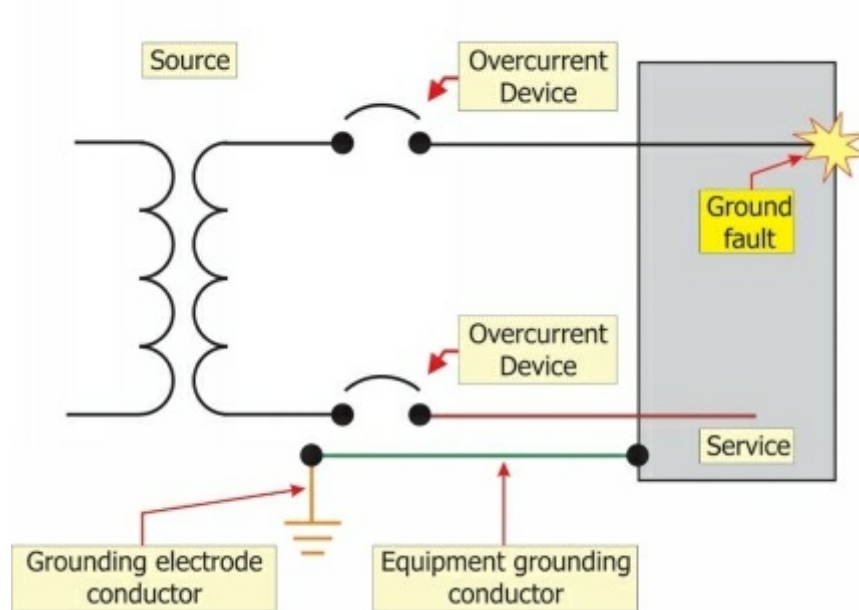 Source
Overcurrent
Device
Ground
fault
Overcurrent
Device
Service
Grounding electrode
conductor
Equipment grounding
conductor